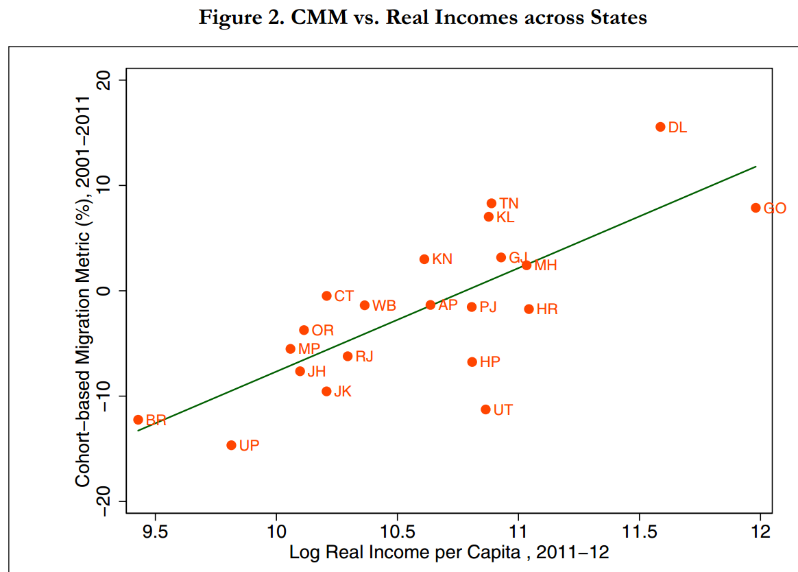 Figure 2. CMM vs. Real Incomes across States
Cohort−based Migration Metric (%), 2001−2011
20
10
0
−10
−20
DL
GO
TN
KL
GJ
MH
KN
CT
WB
AP
PJ
HR
OR
MP
RJ
HP
JH
JK
UT
BR
UP
9.5 10 10.5 11 11.5 12
Log Real Income per Capita , 2011−12